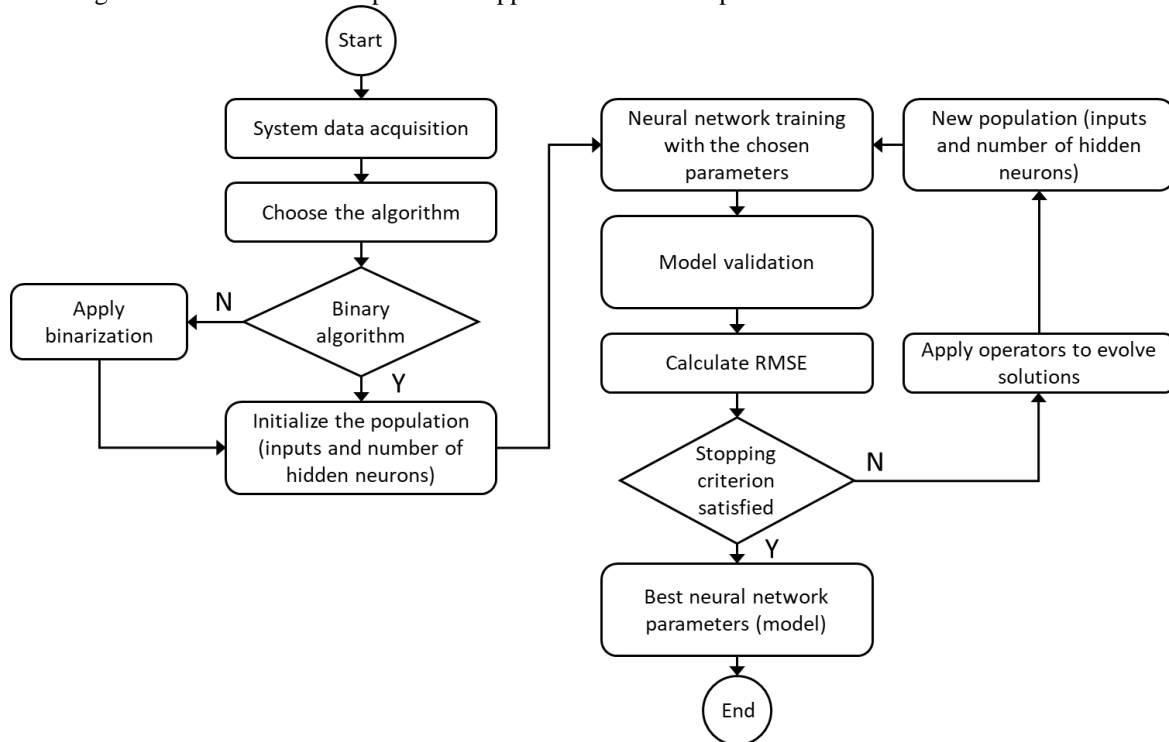 Start
System data acquisition
Choose the algorithm
Binary
algorithm
N
Apply
binarization
Y
Initialize the population
(inputs and number of
hidden neurons)
Neural network training
with the chosen
parameters
Model validation
Calculate RMSE
Stopping
criterion
satisfied
N
Apply operators to evolve
solutions
New population (inputs
and number of hidden
neurons)
Y
Best neural network
parameters (model)
End